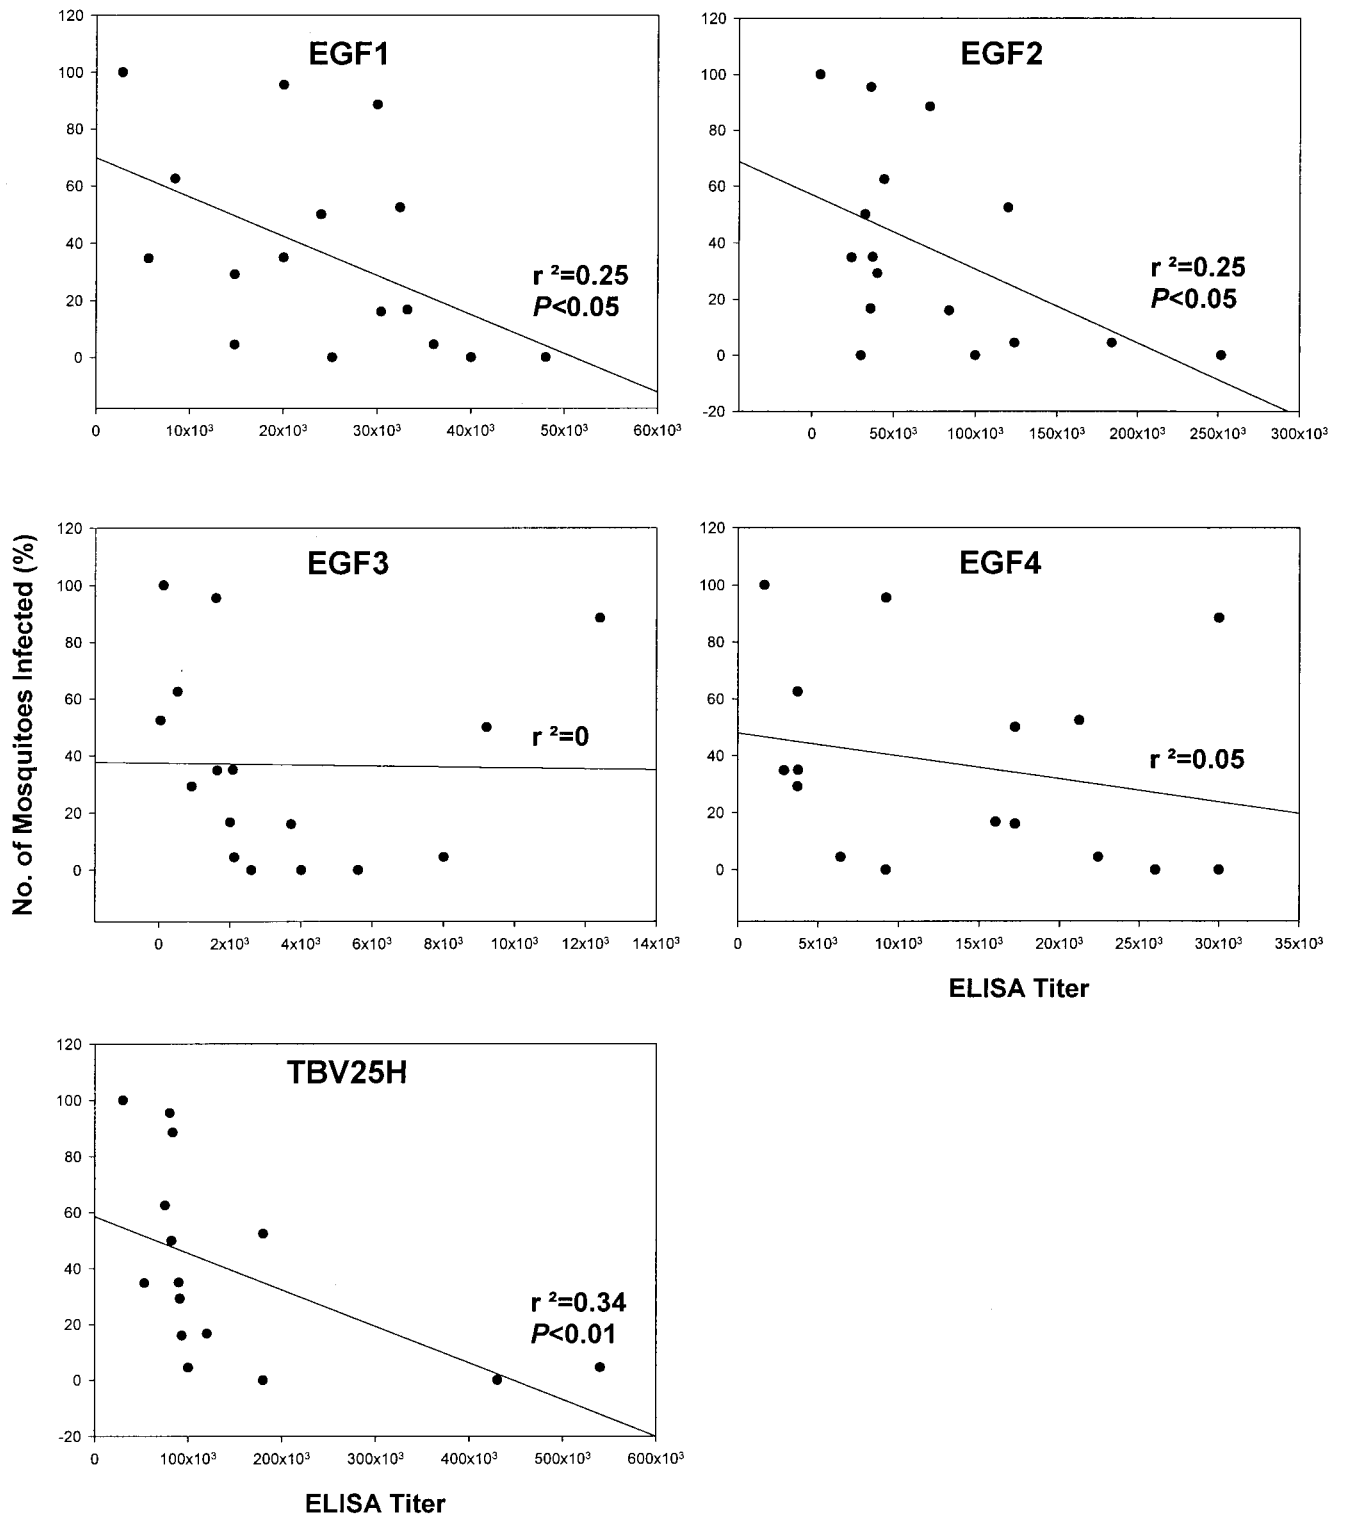 No. of Mosquitoes Infected (%)
EGF1
120
100
80
60
40
20
0
r ²=0.25
P<0.05
0 10x10³ 20x10³ 30x10³ 40x10³ 50x10³ 60x10³
EGF2
120
100
80
60
40
20
0
-20
r ²=0.25
P<0.05
0 50x10³ 100x10³ 150x10³ 200x10³ 250x10³ 300x10³
EGF3
120
100
80
60
40
20
0
r ²=0
0 2x10³ 4x10³ 6x10³ 8x10³ 10x10³ 12x10³ 14x10³
EGF4
120
100
80
60
40
20
0
r ²=0.05
0 5x10³ 10x10³ 15x10³ 20x10³ 25x10³ 30x10³ 35x10³
ELISA Titer
TBV25H
120
100
80
60
40
20
0
-20
r ²=0.34
P<0.01
0 100x10³ 200x10³ 300x10³ 400x10³ 500x10³ 600x10³
ELISA Titer